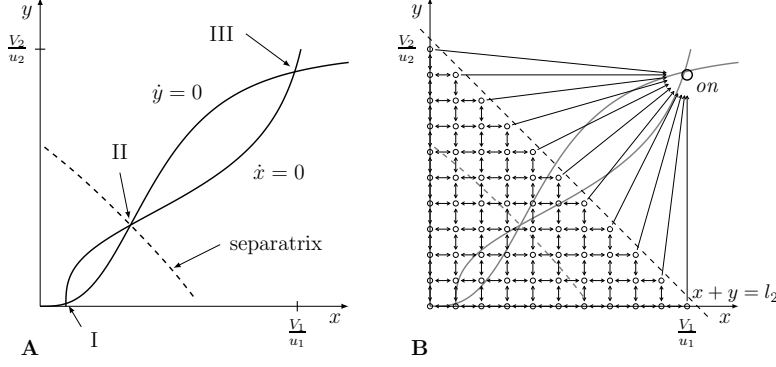 y
V₂/u₂
III
ẏ = 0
II
ẋ = 0
separatrix
I
V₁/u₁
x
A
y
V₂/u₂
on
x + y = l₂
V₁/u₁
x
B